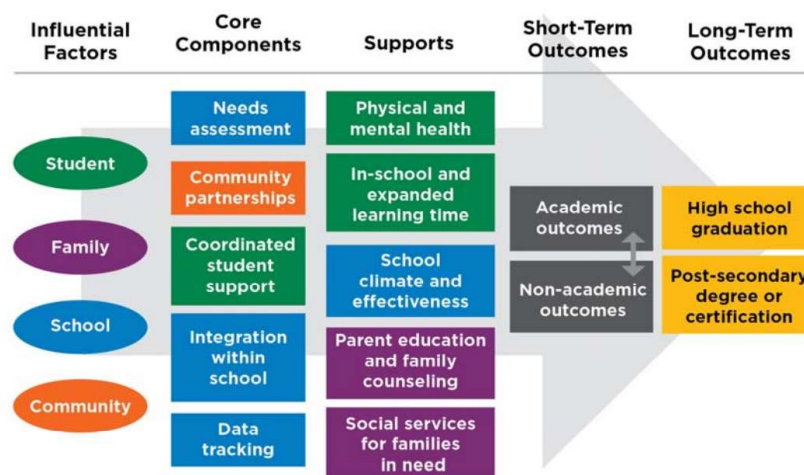 Influential
Factors
Core
Components
Supports
Short-Term
Outcomes
Long-Term
Outcomes
Student
Family
School
Community
Needs
assessment
Community
partnerships
Coordinated
student
support
Integration
within
school
Data
tracking
Physical and
mental health
In-school and
expanded
learning time
School
climate and
effectiveness
Parent education
and family
counseling
Social services
for families
in need
Academic
outcomes
Non-academic
outcomes
High school
graduation
Post-secondary
degree or
certification